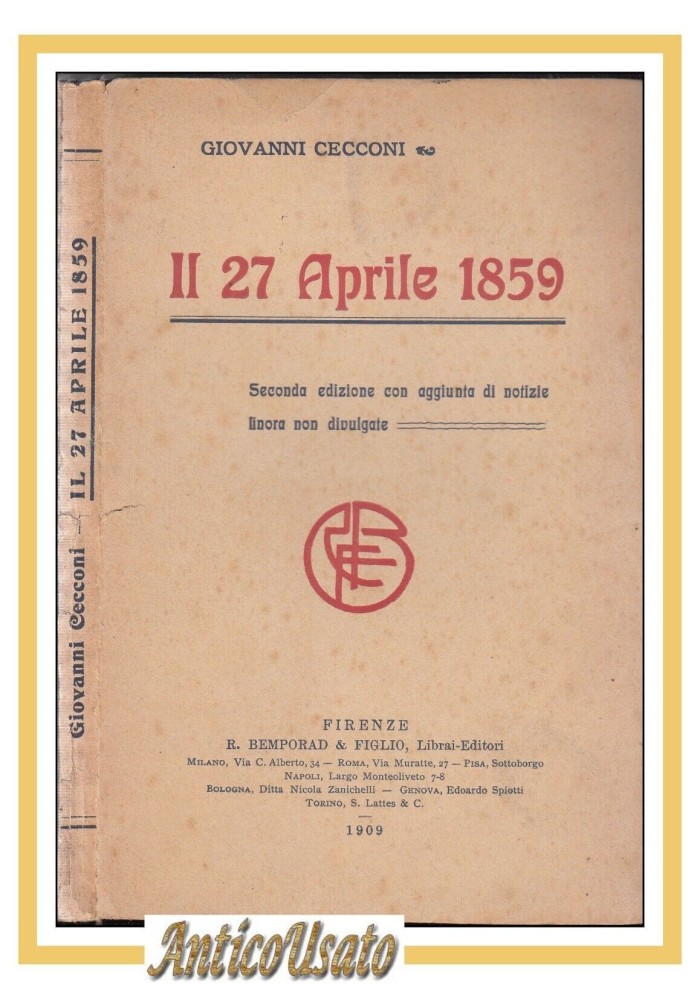 GIOVANNI CECCONI
Il 27 Aprile 1859
Seconda edizione con aggiunta di notizie
finora non divulgate
FIRENZE
R. BEMPORAD & FIGLIO, Librai-Editori
MILANO, Via C. Alberto, 34 — ROMA, Via Muratte, 27 — PISA, Sottoborgo
NAPOLI, Largo Monteoliveto 7-8
BOLOGNA, Ditta Nicola Zanichelli — GENOVA, Edoardo Spiotti
TORINO, S. Lattes & C.
1909
Giovanni Cecconi — IL 27 APRILE 1859
AnticoUsato